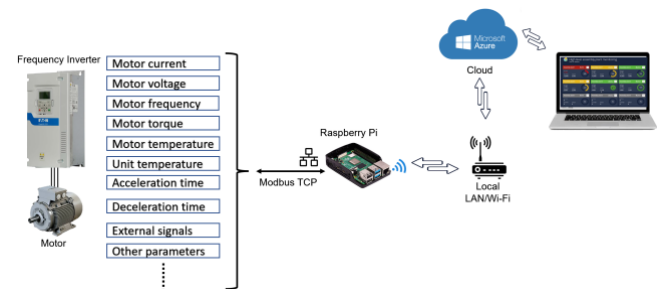 Frequency Inverter
EATON
Motor
Motor current
Motor voltage
Motor frequency
Motor torque
Motor temperature
Unit temperature
Acceleration time
Deceleration time
External signals
Other parameters
Modbus TCP
Raspberry Pi
Microsoft
Azure
Cloud
Local
LAN/Wi-Fi